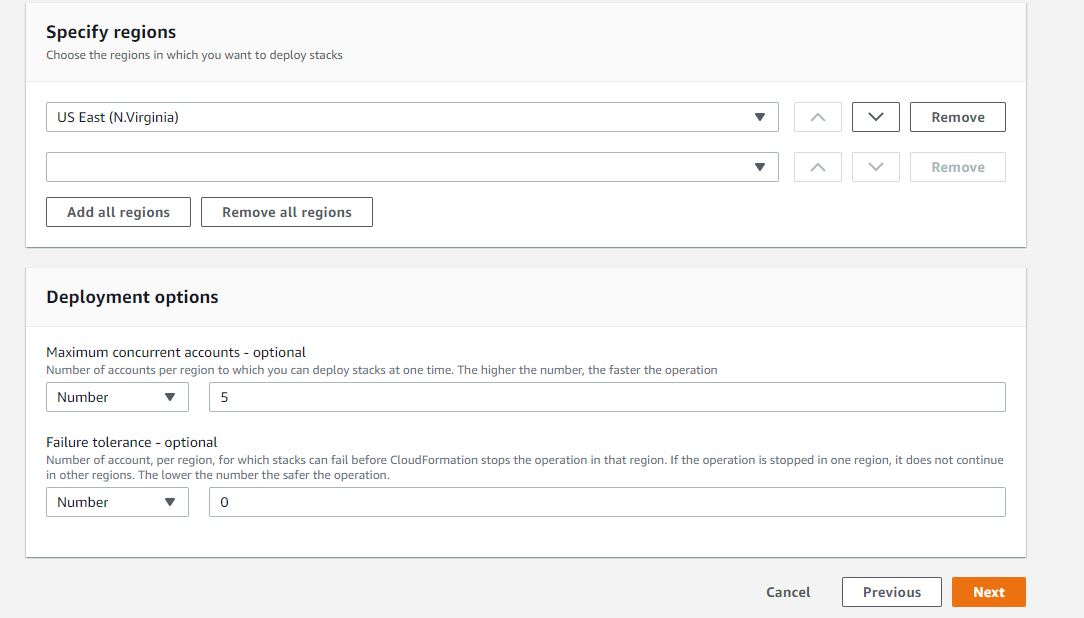 Specify regions
Choose the regions in which you want to deploy stacks
US East (N.Virginia)
Remove
Remove
Add all regions
Remove all regions
Deployment options
Maximum concurrent accounts - optional
Number of accounts per region to which you can deploy stacks at one time. The higher the number, the faster the operation
Number
5
Failure tolerance - optional
Number of account, per region, for which stacks can fail before CloudFormation stops the operation in that region. If the operation is stopped in one region, it does not continue
in other regions. The lower the number the safer the operation.
Number
0
Cancel
Previous
Next